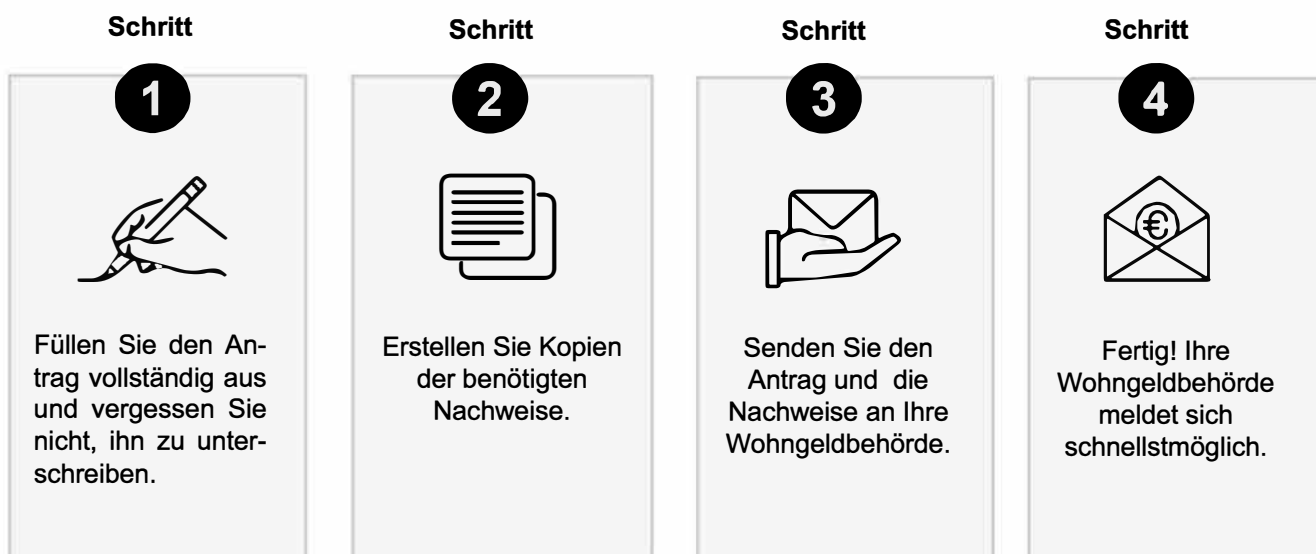 Schritt
1
Füllen Sie den An-
trag vollständig aus
und vergessen Sie
nicht, ihn zu unter-
schreiben.
Schritt
2
Erstellen Sie Kopien
der benötigten
Nachweise.
Schritt
3
Senden Sie den
Antrag und die
Nachweise an Ihre
Wohngeldbehörde.
Schritt
4
€
Fertig! Ihre
Wohngeldbehörde
meldet sich
schnellstmöglich.